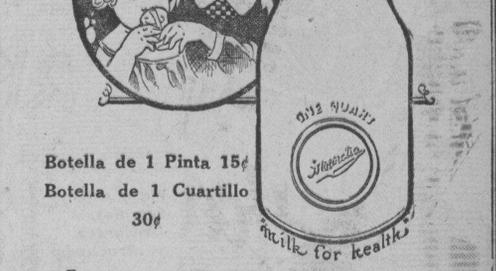 ONE QUART
Botella de 1 Pinta 15¢
Botella de 1 Cuartillo
30¢
"milk for health"